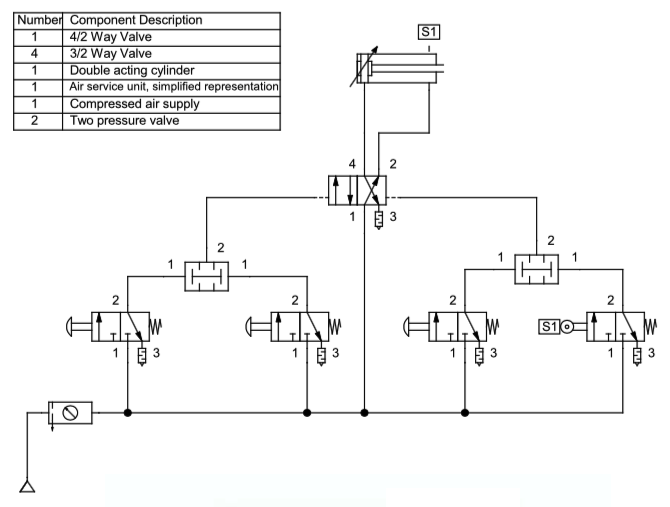 Number Component Description
1 4/2 Way Valve
4 3/2 Way Valve
1 Double acting cylinder
1 Air service unit, simplified representation
1 Compressed air supply
2 Two pressure valve
S1
4 2
1 3
2
1 1
2
1 1
2
1 3
2
1 3
2
1 3
S1
2
1 3